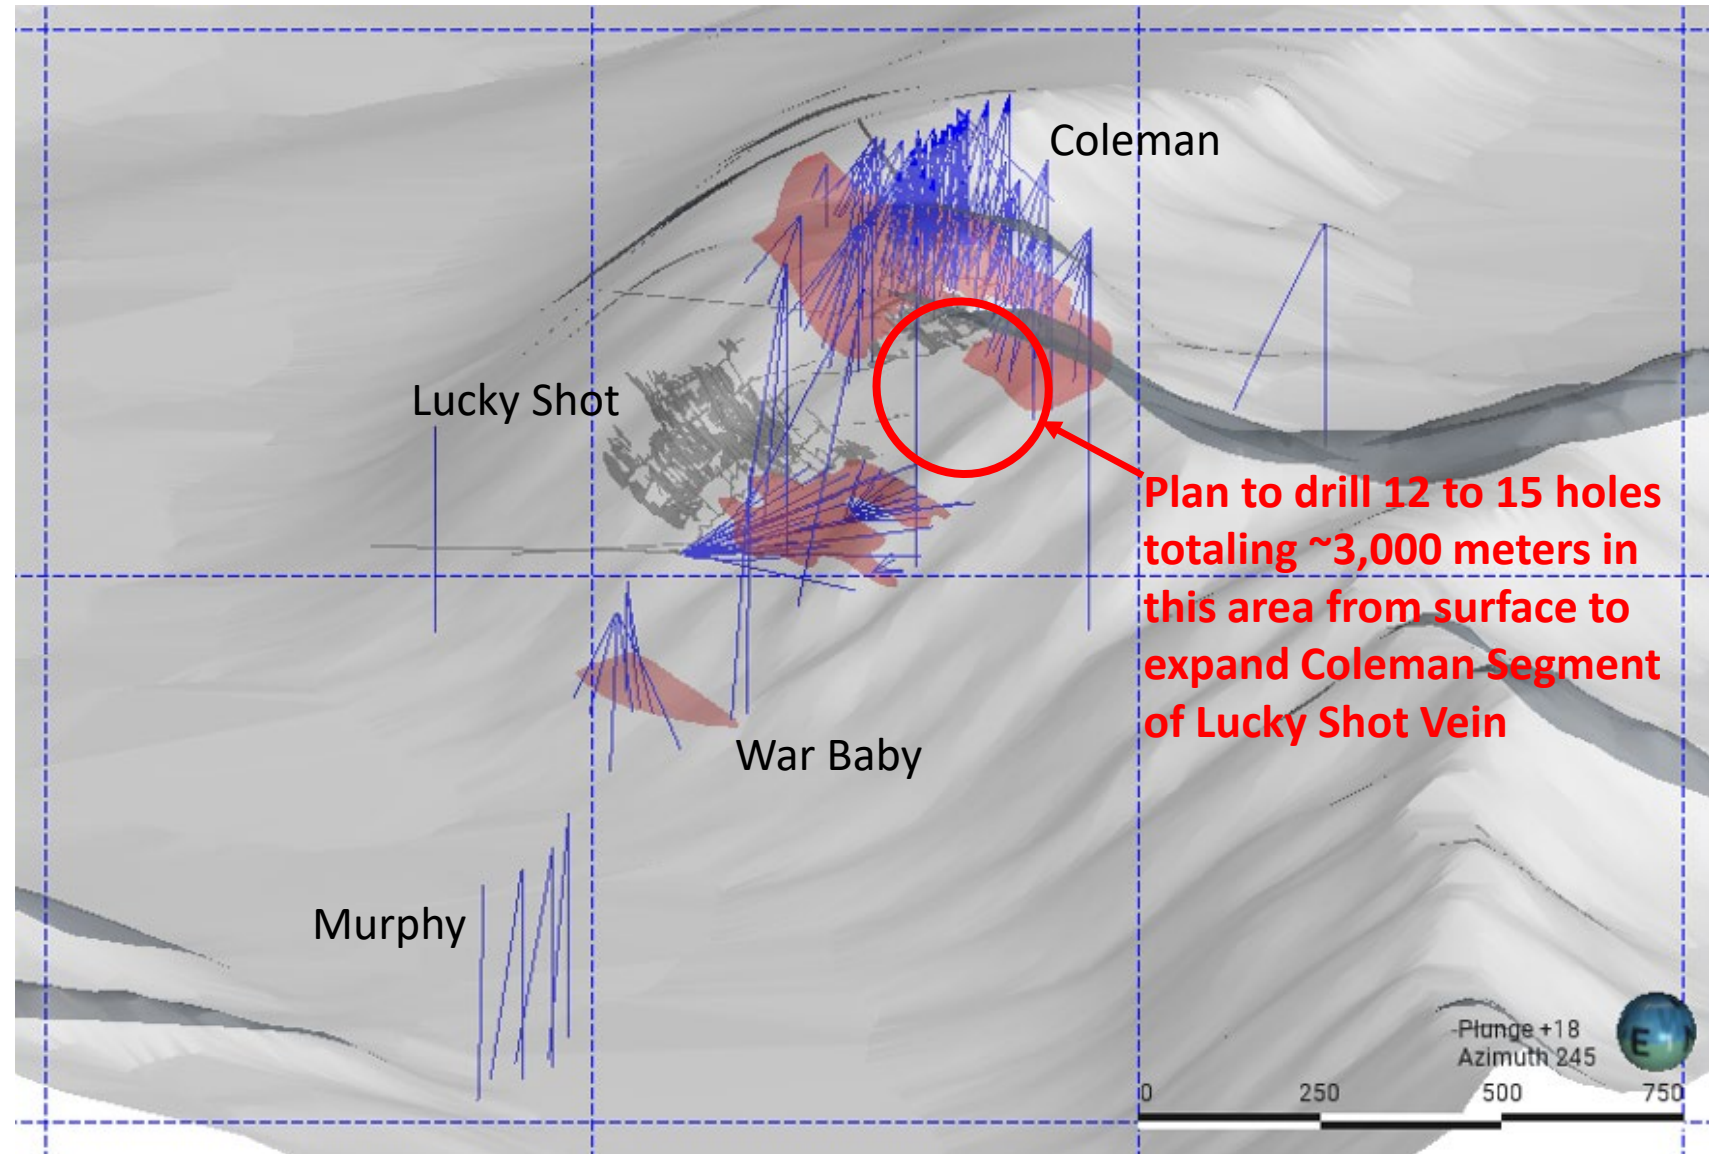 Coleman
Lucky Shot
Plan to drill 12 to 15 holes
totaling ~3,000 meters in
this area from surface to
expand Coleman Segment
of Lucky Shot Vein
War Baby
Murphy
Plunge +18
Azimuth 245
E
0 250 500 750